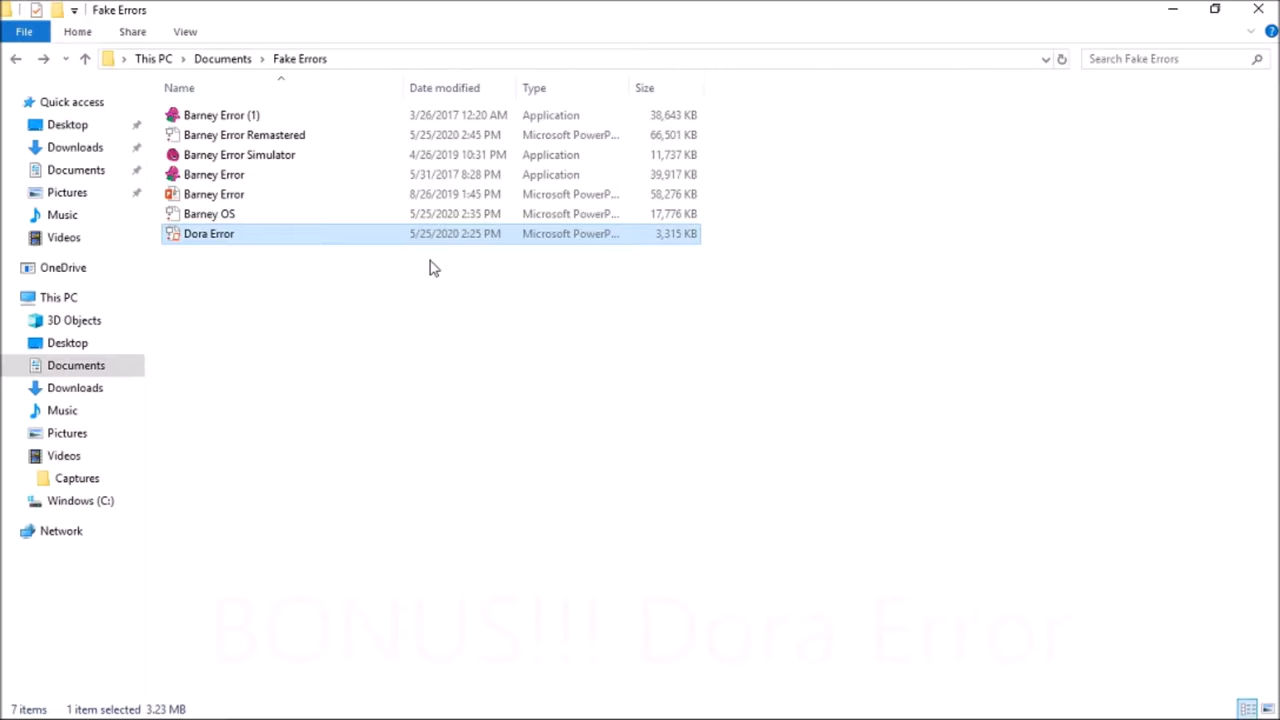 Fake Errors
File Home Share View
This PC Documents Fake Errors Search Fake Errors
Name Date modified Type Size
Barney Error (1) 3/26/2017 12:20 AM Application 38,643 KB
Barney Error Remastered 5/25/2020 2:45 PM Microsoft PowerP... 66,501 KB
Barney Error Simulator 4/26/2019 10:31 PM Application 11,737 KB
Barney Error 5/31/2017 8:28 PM Application 39,917 KB
Barney Error 8/26/2019 1:45 PM Microsoft PowerP... 58,276 KB
Barney OS 5/25/2020 2:35 PM Microsoft PowerP... 17,776 KB
Dora Error 5/25/2020 2:25 PM Microsoft PowerP... 3,315 KB
Quick access
Desktop
Downloads
Documents
Pictures
Music
Videos
OneDrive
This PC
3D Objects
Desktop
Documents
Downloads
Music
Pictures
Videos
Captures
Windows (C:)
Network
BONUS!!! Dora Error
7 items 1 item selected 3.23 MB